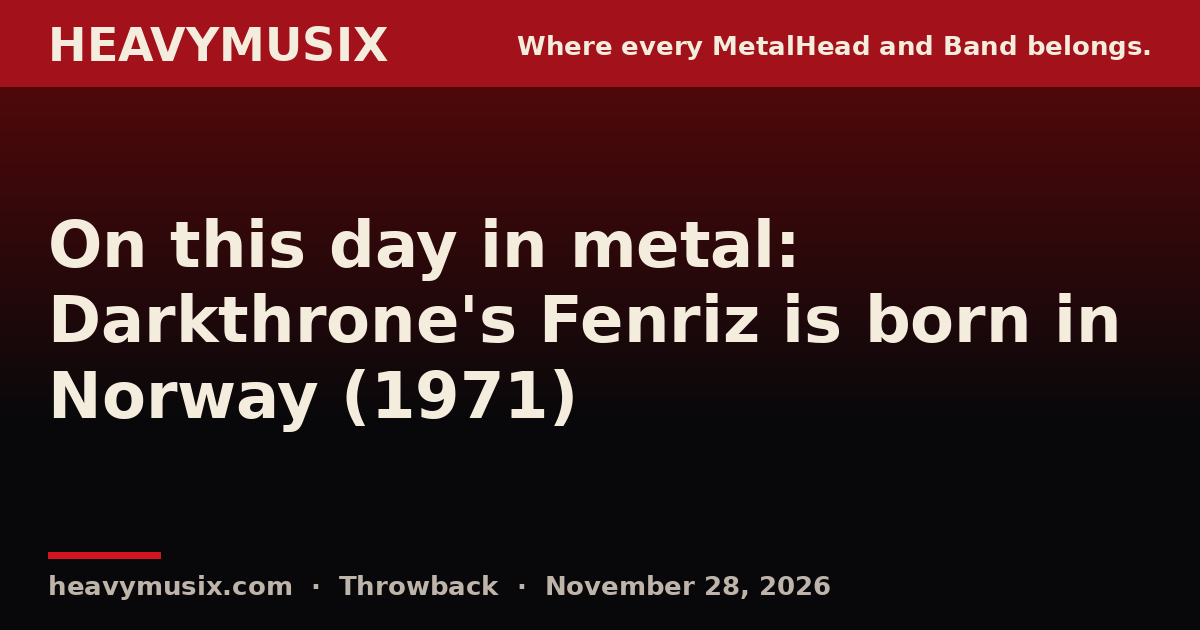 HEAVYMUSIX
Where every MetalHead and Band belongs.
On this day in metal:
Darkthrone's Fenriz is born in
Norway (1971)
heavymusix.com · Throwback · November 28, 2026